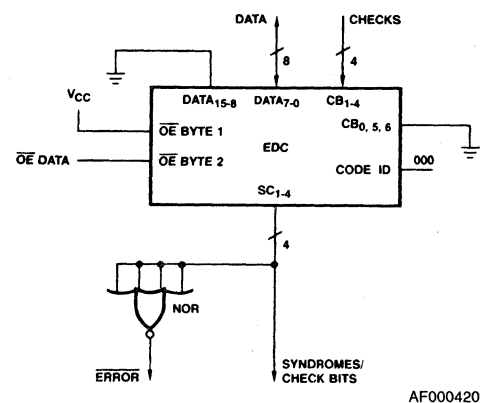 DATA
CHECKS
8
4
DATA15-8
DATA7-0
CB1-4
VCC
OE BYTE 1
CB0, 5, 6
EDC
OE DATA
OE BYTE 2
CODE ID
000
SC1-4
4
NOR
ERROR
SYNDROMES/
CHECK BITS
AF000420